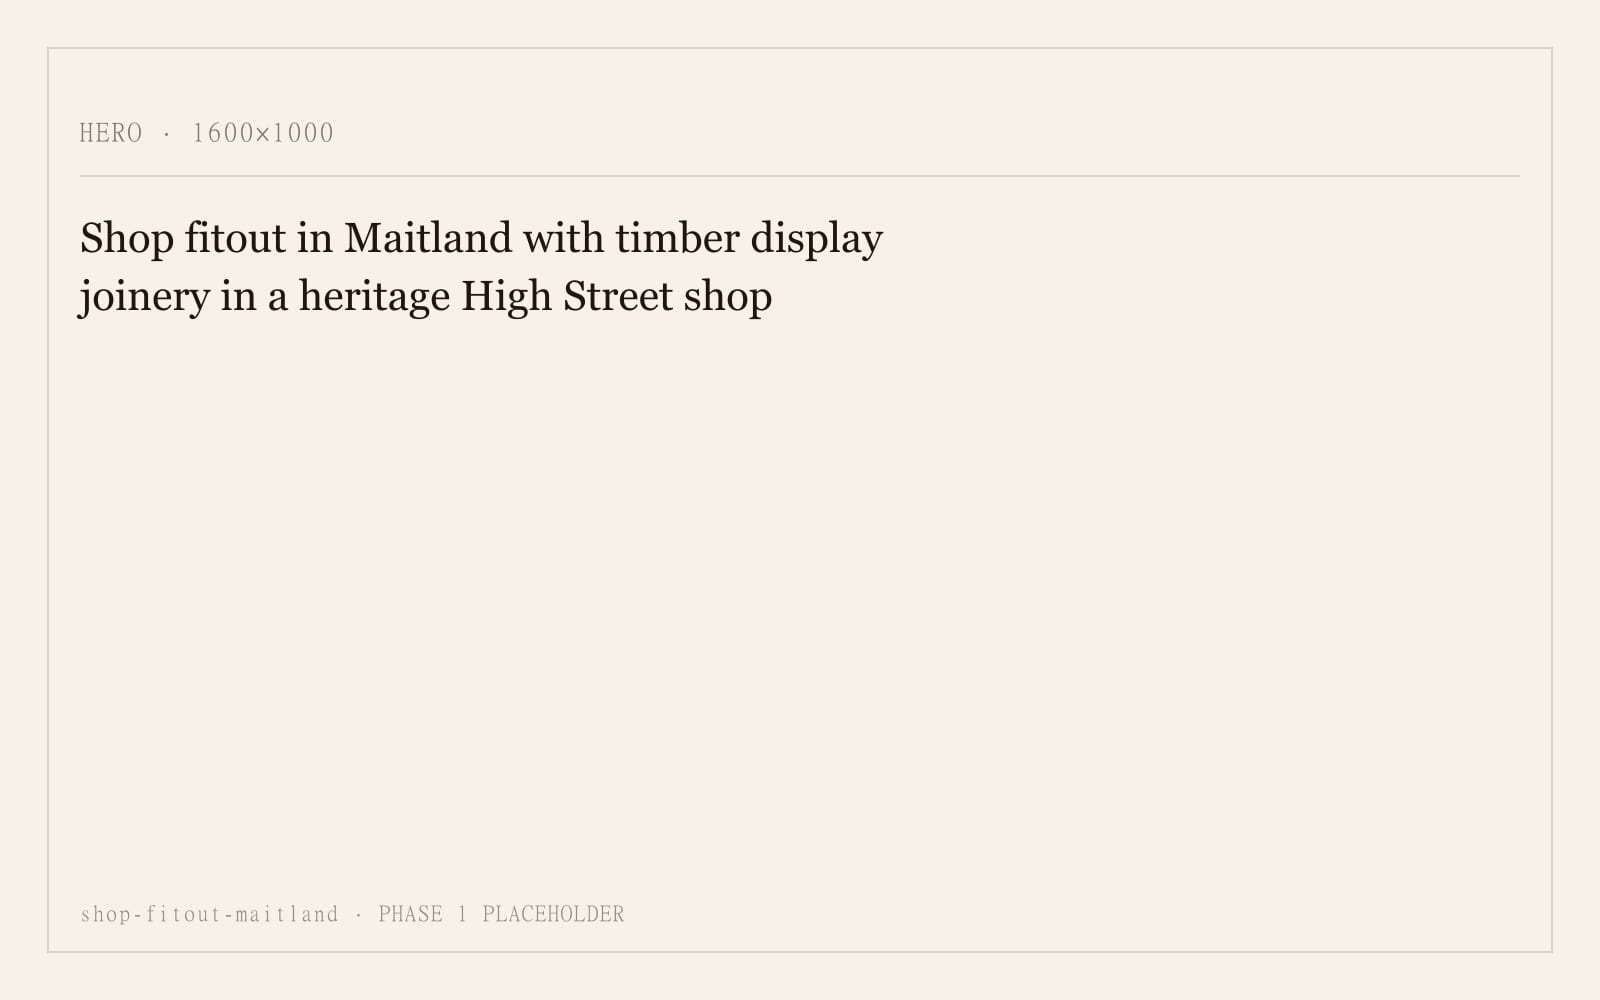 HERO · 1600×1000
Shop fitout in Maitland with timber display
joinery in a heritage High Street shop
shop-fitout-maitland · PHASE 1 PLACEHOLDER